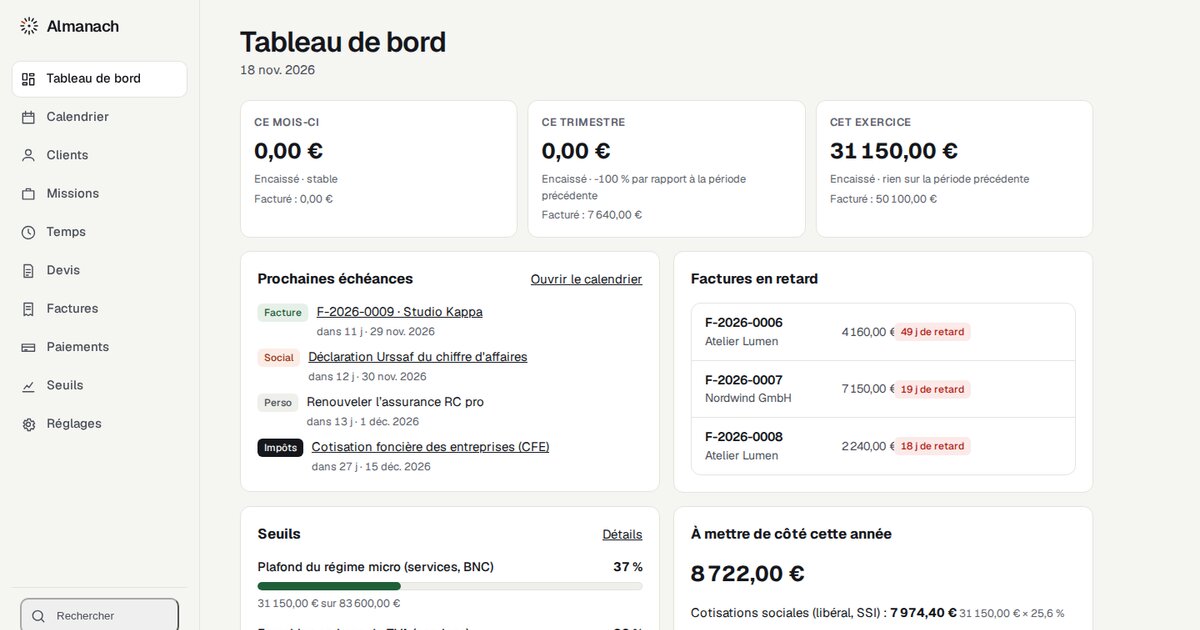 Almanach
Tableau de bord
Calendrier
Clients
Missions
Temps
Devis
Factures
Paiements
Seuils
Réglages
Rechercher
Tableau de bord
18 nov. 2026
CE MOIS-CI
0,00 €
Encaissé · stable
Facturé : 0,00 €
CE TRIMESTRE
0,00 €
Encaissé · -100 % par rapport à la période
précédente
Facturé : 7 640,00 €
CET EXERCICE
31 150,00 €
Encaissé · rien sur la période précédente
Facturé : 50 100,00 €
Prochaines échéances
Ouvrir le calendrier
Facture F-2026-0009 · Studio Kappa
dans 11 j · 29 nov. 2026
Social Déclaration Urssaf du chiffre d'affaires
dans 12 j · 30 nov. 2026
Perso Renouveler l'assurance RC pro
dans 13 j · 1 déc. 2026
Impôts Cotisation foncière des entreprises (CFE)
dans 27 j · 15 déc. 2026
Factures en retard
F-2026-0006
Atelier Lumen
4 160,00 € 49 j de retard
F-2026-0007
Nordwind GmbH
7 150,00 € 19 j de retard
F-2026-0008
Atelier Lumen
2 240,00 € 18 j de retard
Seuils
Détails
Plafond du régime micro (services, BNC) 37 %
31 150,00 € sur 83 600,00 €
À mettre de côté cette année
8 722,00 €
Cotisations sociales (libéral, SSI) : 7 974,40 € 31 150,00 € × 25,6 %